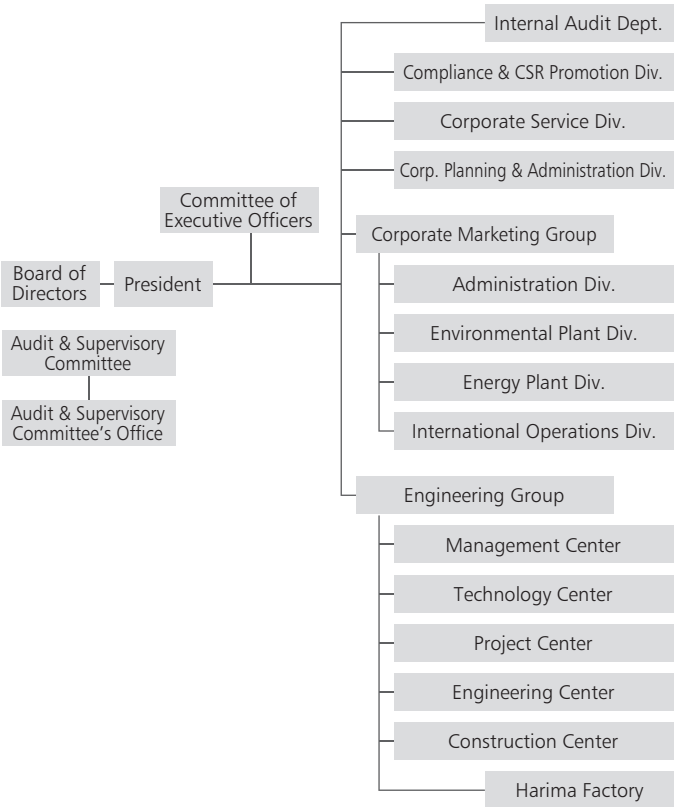 Internal Audit Dept.
Compliance & CSR Promotion Div.
Corporate Service Div.
Corp. Planning & Administration Div.
Committee of
Executive Officers
Corporate Marketing Group
Board of
Directors
President
Administration Div.
Environmental Plant Div.
Audit & Supervisory
Committee
Energy Plant Div.
Audit & Supervisory
Committee’s Office
International Operations Div.
Engineering Group
Management Center
Technology Center
Project Center
Engineering Center
Construction Center
Harima Factory